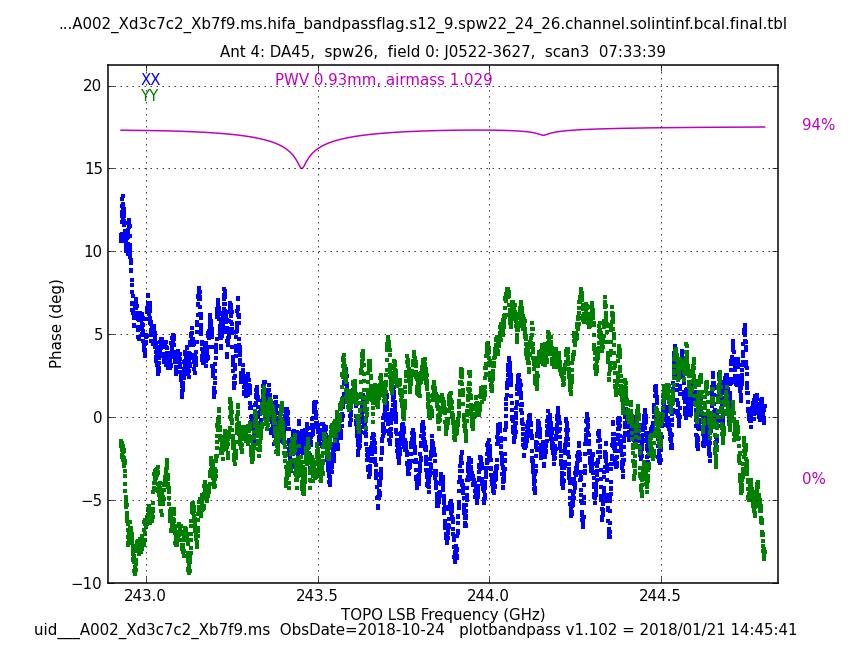 ...A002_Xd3c7c2_Xb7f9.ms.hifa_bandpassflag.s12_9.spw22_24_26.channel.solintinf.bcal.final.tbl
Ant 4: DA45,  spw26,  field 0: J0522-3627,  scan3  07:33:39
XX
PWV 0.93mm, airmass 1.029
YY
94%
0%
20
15
10
5
0
−5
−10
Phase (deg)
243.0
243.5
244.0
244.5
TOPO LSB Frequency (GHz)
uid___A002_Xd3c7c2_Xb7f9.ms  ObsDate=2018-10-24   plotbandpass v1.102 = 2018/01/21 14:45:41